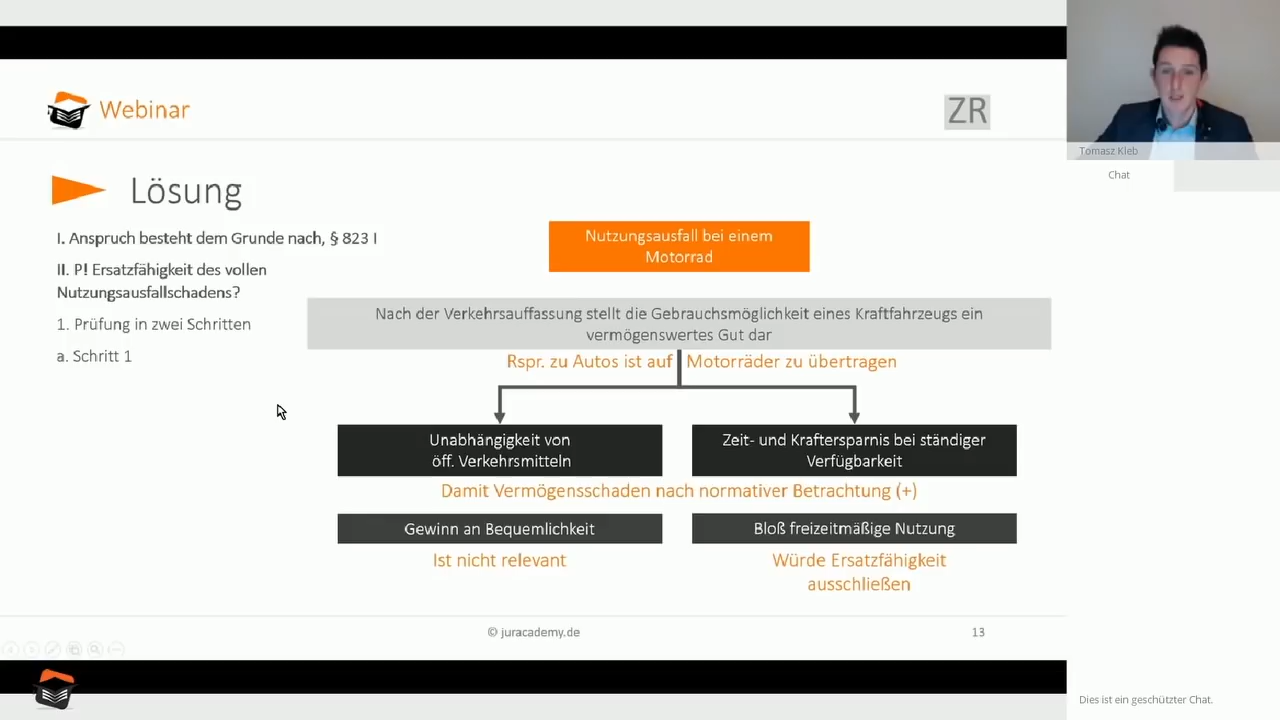 Webinar
ZR
Tomasz Kleb
Chat
Lösung
I. Anspruch besteht dem Grunde nach, § 823 I
II. P! Ersatzfähigkeit des vollen
Nutzungsausfallschadens?
1. Prüfung in zwei Schritten
a. Schritt 1
Nutzungsausfall bei einem
Motorrad
Nach der Verkehrsauffassung stellt die Gebrauchsmöglichkeit eines Kraftfahrzeugs ein
vermögenswertes Gut dar
Rspr. zu Autos ist auf Motorräder zu übertragen
Unabhängigkeit von
öff. Verkehrsmitteln
Zeit- und Kraftersparnis bei ständiger
Verfügbarkeit
Damit Vermögensschaden nach normativer Betrachtung (+)
Gewinn an Bequemlichkeit
Bloß freizeitmäßige Nutzung
Ist nicht relevant
Würde Ersatzfähigkeit
ausschließen
© juracademy.de
13
Dies ist ein geschützter Chat.